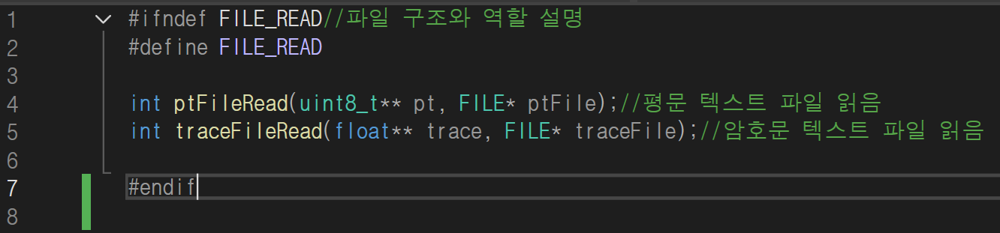 1 #ifndef FILE_READ//파일 구조와 역할 설명
2 #define FILE_READ
3
4 int ptFileRead(uint8_t** pt, FILE* ptFile);//평문 텍스트 파일 읽음
5 int traceFileRead(float** trace, FILE* traceFile);//암호문 텍스트 파일 읽음
6
7 #endif
8